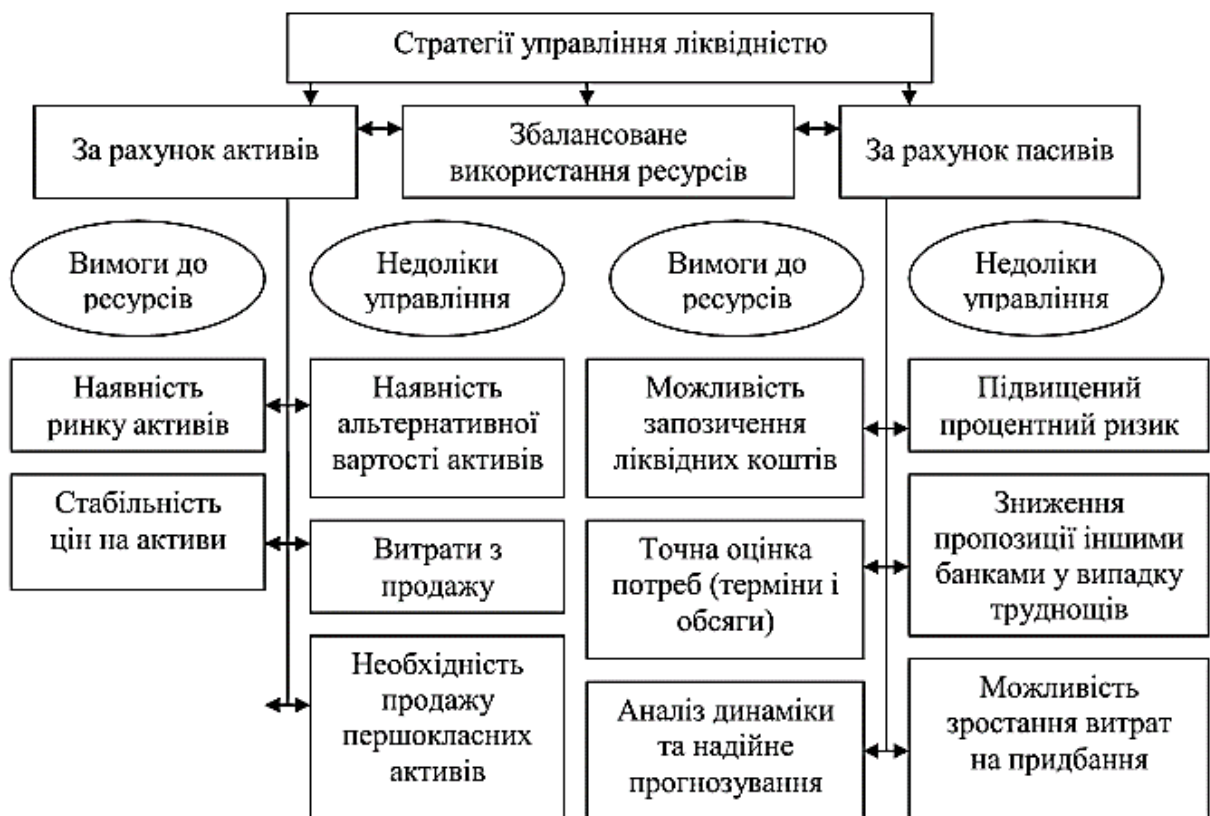 Стратегії управління ліквідністю
За рахунок активів
Збалансоване
використання ресурсів
За рахунок пасивів
Вимоги до
ресурсів
Недоліки
управління
Вимоги до
ресурсів
Недоліки
управління
Наявність
ринку активів
Наявність
альтернативної
вартості активів
Можливість
запозичення
ліквідних коштів
Підвищений
процентний ризик
Стабільність
цін на активи
Витрати з
продажу
Точна оцінка
потреб (терміни і
обсяги)
Зниження
пропозиції іншими
банками у випадку
труднощів
Необхідність
продажу
першокласних
активів
Аналіз динаміки
та надійне
прогнозування
Можливість
зростання витрат
на придбання